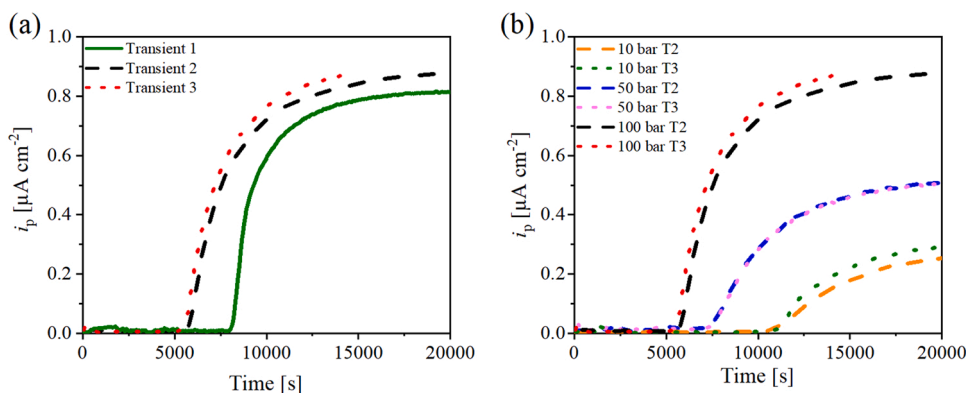 (a)
1.0
0.8
0.6
0.4
0.2
0.0
i_p [µA cm⁻²]
Transient 1
Transient 2
Transient 3
0
5000
10000
15000
20000
Time [s]
(b)
1.0
0.8
0.6
0.4
0.2
0.0
i_p [µA cm⁻²]
10 bar T2
10 bar T3
50 bar T2
50 bar T3
100 bar T2
100 bar T3
0
5000
10000
15000
20000
Time [s]